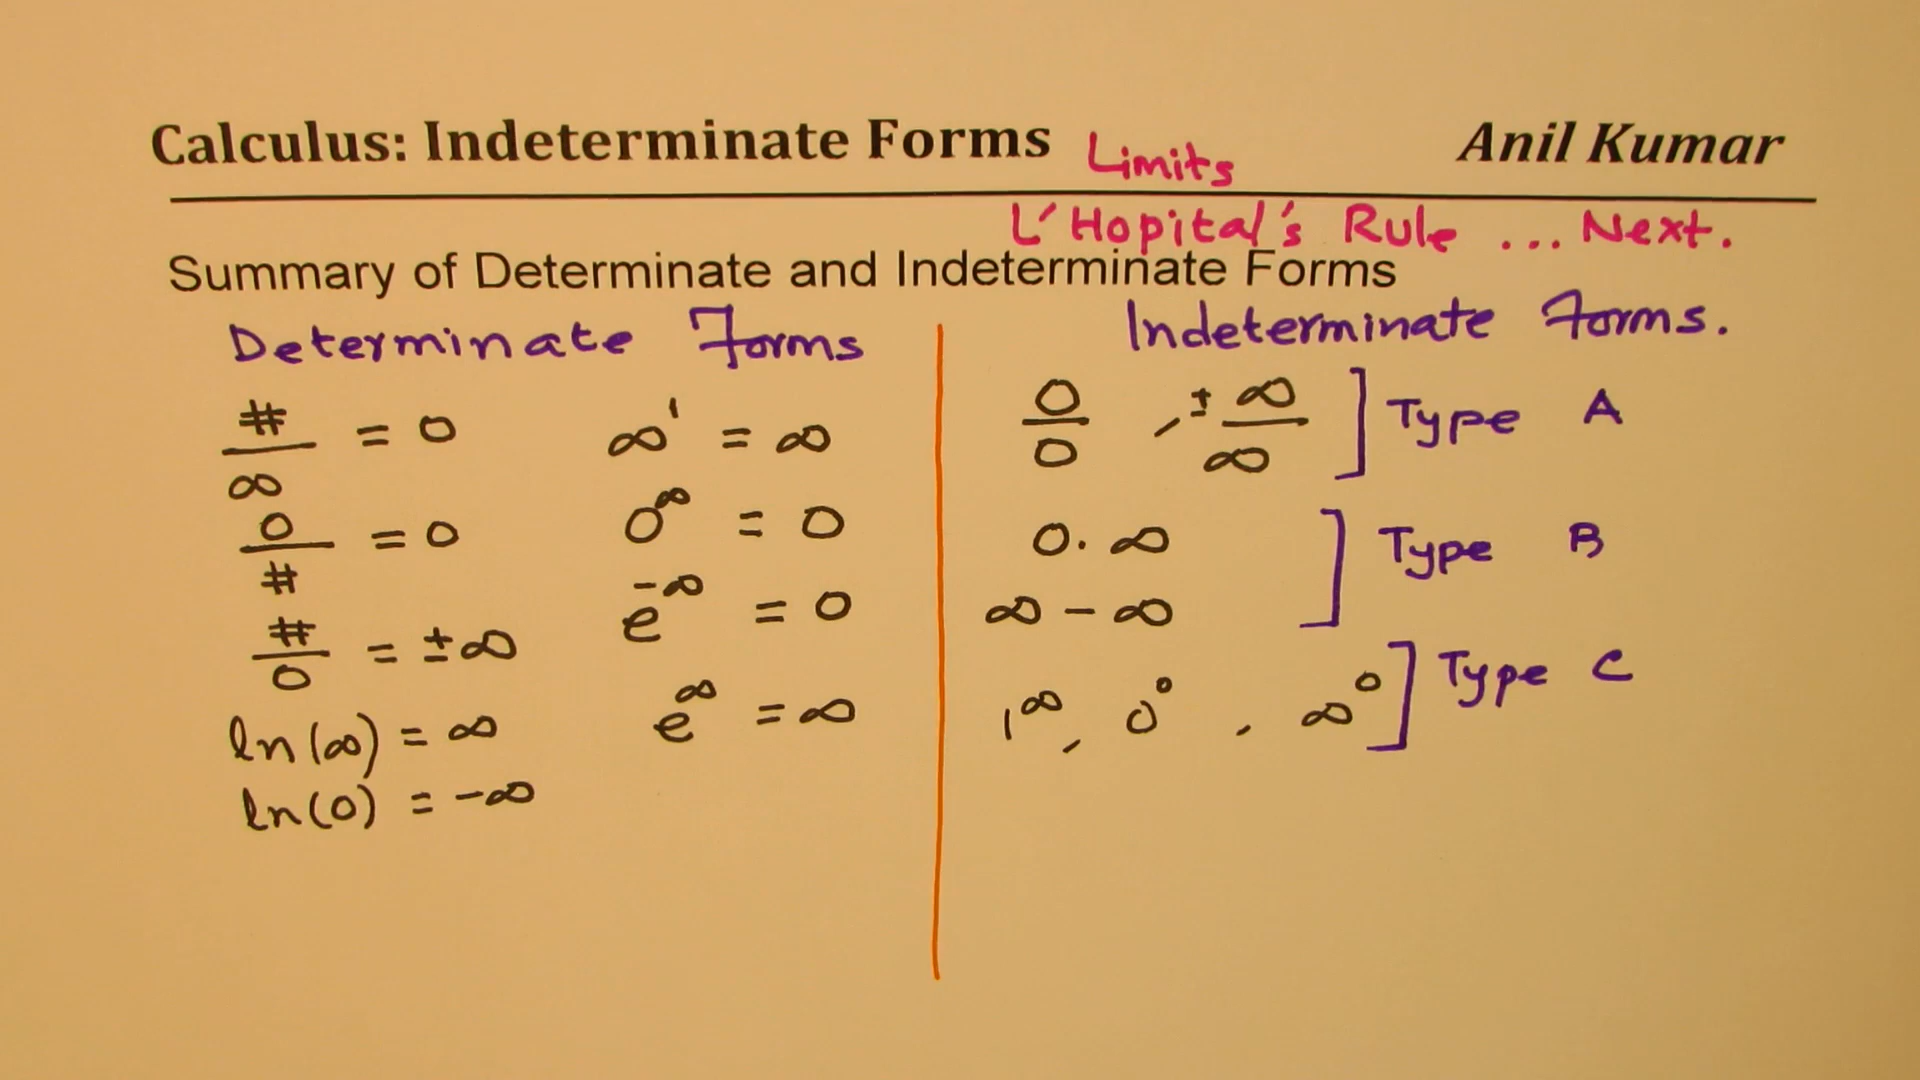 Calculus: Indeterminate Forms Limits Anil Kumar
L'Hopital's Rule ... Next.
Summary of Determinate and Indeterminate Forms
Determinate Forms
#/∞ = 0
0/# = 0
#/0 = ±∞
ln(∞) = ∞
ln(0) = -∞
∞¹ = ∞
0^∞ = 0
e^-∞ = 0
e^∞ = ∞
Indeterminate Forms.
0/0 , ± ∞/∞ ] Type A
0·∞
∞ - ∞ ] Type B
1^∞, 0⁰, ∞⁰ ] Type C